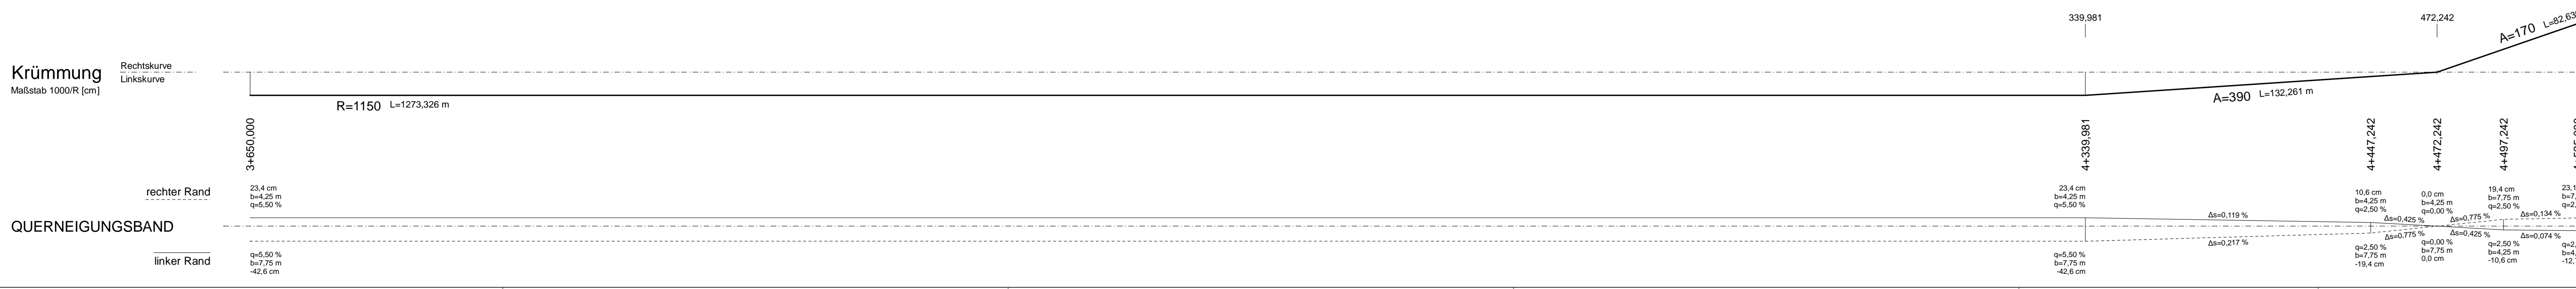 339,981
472,242
A=170 L=82,63
Krümmung
Rechtskurve
Linkskurve
Maßstab 1000/R [cm]
R=1150 L=1273,326 m
A=390 L=132,261 m
3+650,000
4+339,981
4+447,242
4+472,242
4+497,242
rechter Rand
23,4 cm
b=4,25 m
q=5,50 %
23,4 cm
b=4,25 m
q=5,50 %
10,6 cm
b=4,25 m
q=2,50 %
0,0 cm
b=4,25 m
q=0,00 %
19,4 cm
b=7,75 m
q=2,50 %
23,1
b=7,
q=2,
QUERNEIGUNGSBAND
Δs=0,119 %
Δs=0,425 %
Δs=0,775 %
Δs=0,134 %
Δs=0,217 %
Δs=0,775 %
Δs=0,425 %
Δs=0,074 %
linker Rand
q=5,50 %
b=7,75 m
-42,6 cm
q=5,50 %
b=7,75 m
-42,6 cm
q=2,50 %
b=7,75 m
-19,4 cm
q=0,00 %
b=7,75 m
0,0 cm
q=2,50 %
b=4,25 m
-10,6 cm
q=2,
b=4,
-12,